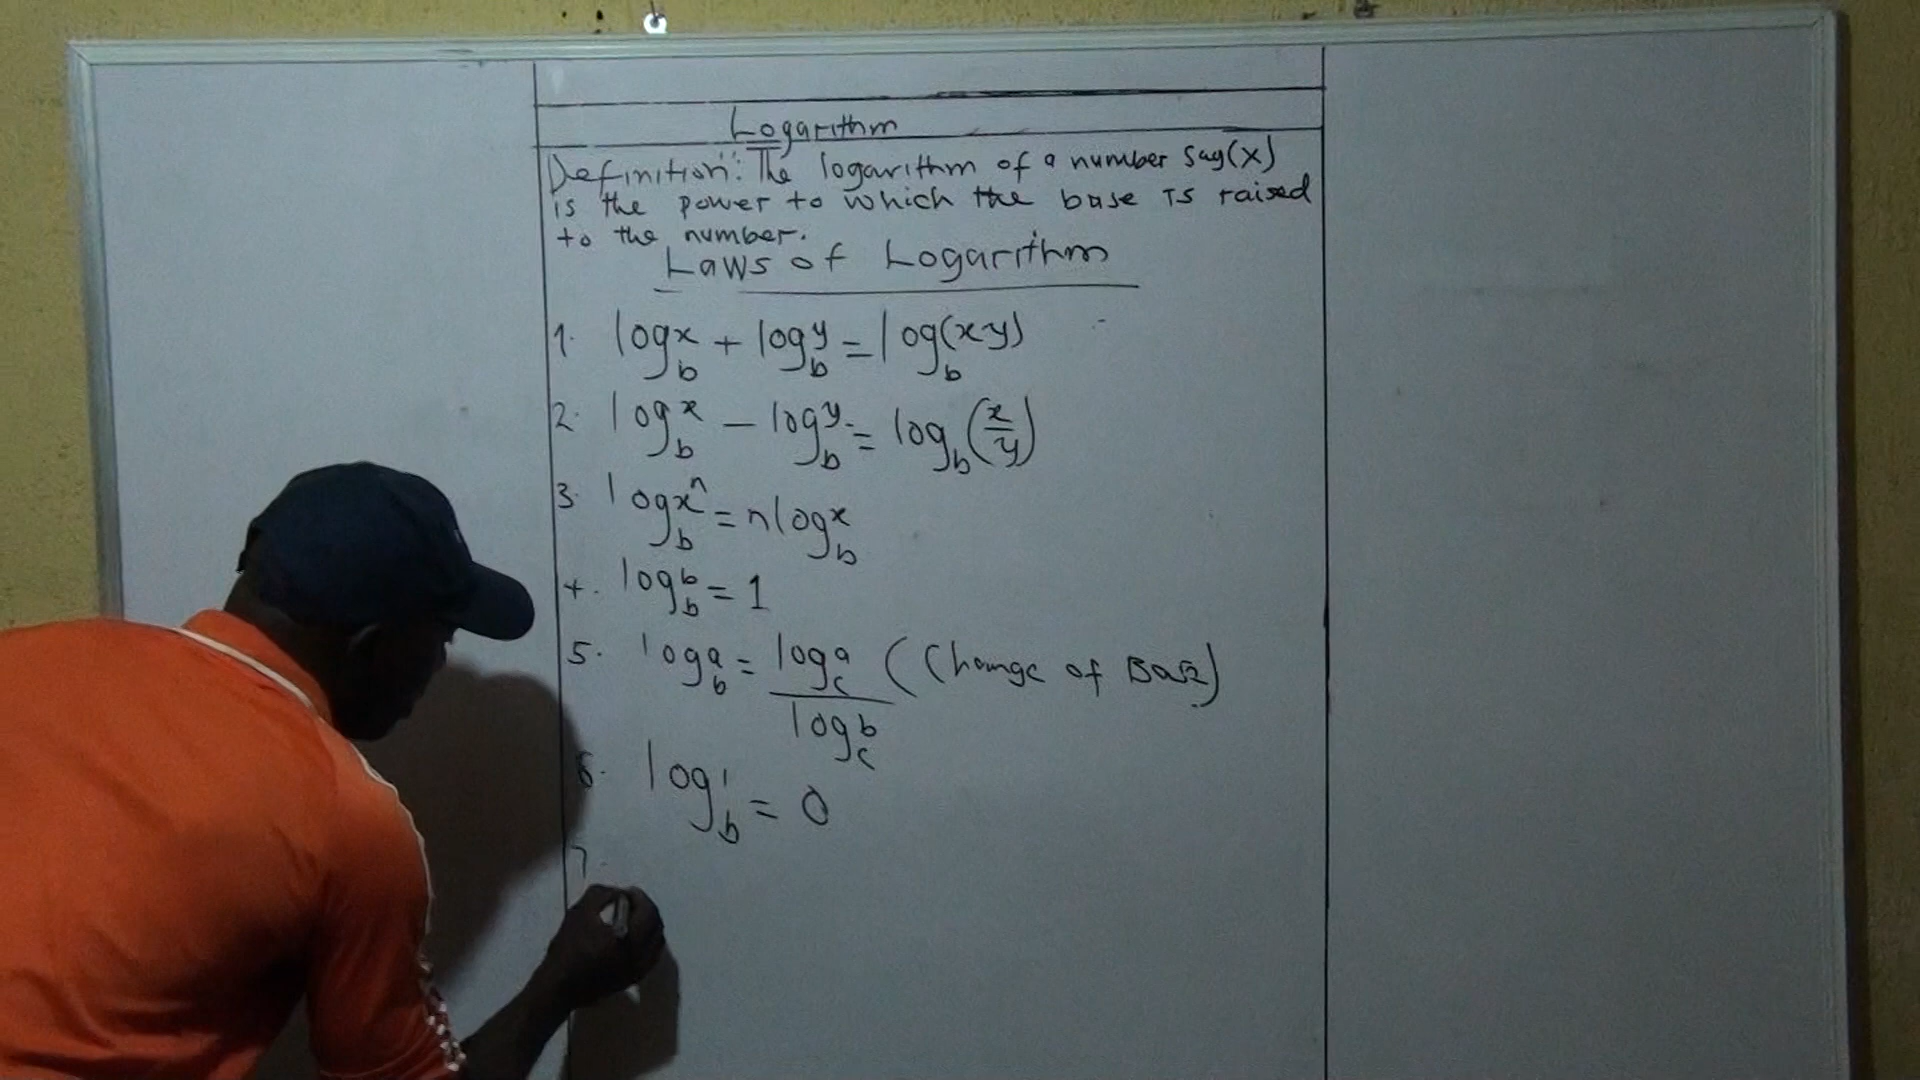 Logarithm
Definition: The logarithm of a number say(x)
is the power to which the base is raised
to the number.
Laws of Logarithm
1. log_b x + log_b y = log_b (xy)
2. log_b x - log_b y = log_b (x/y)
3. log_b x^n = n log_b x
4. log_b b = 1
5. log_b a = log_c a / log_c b (Change of Base)
6. log_b 1 = 0
7.